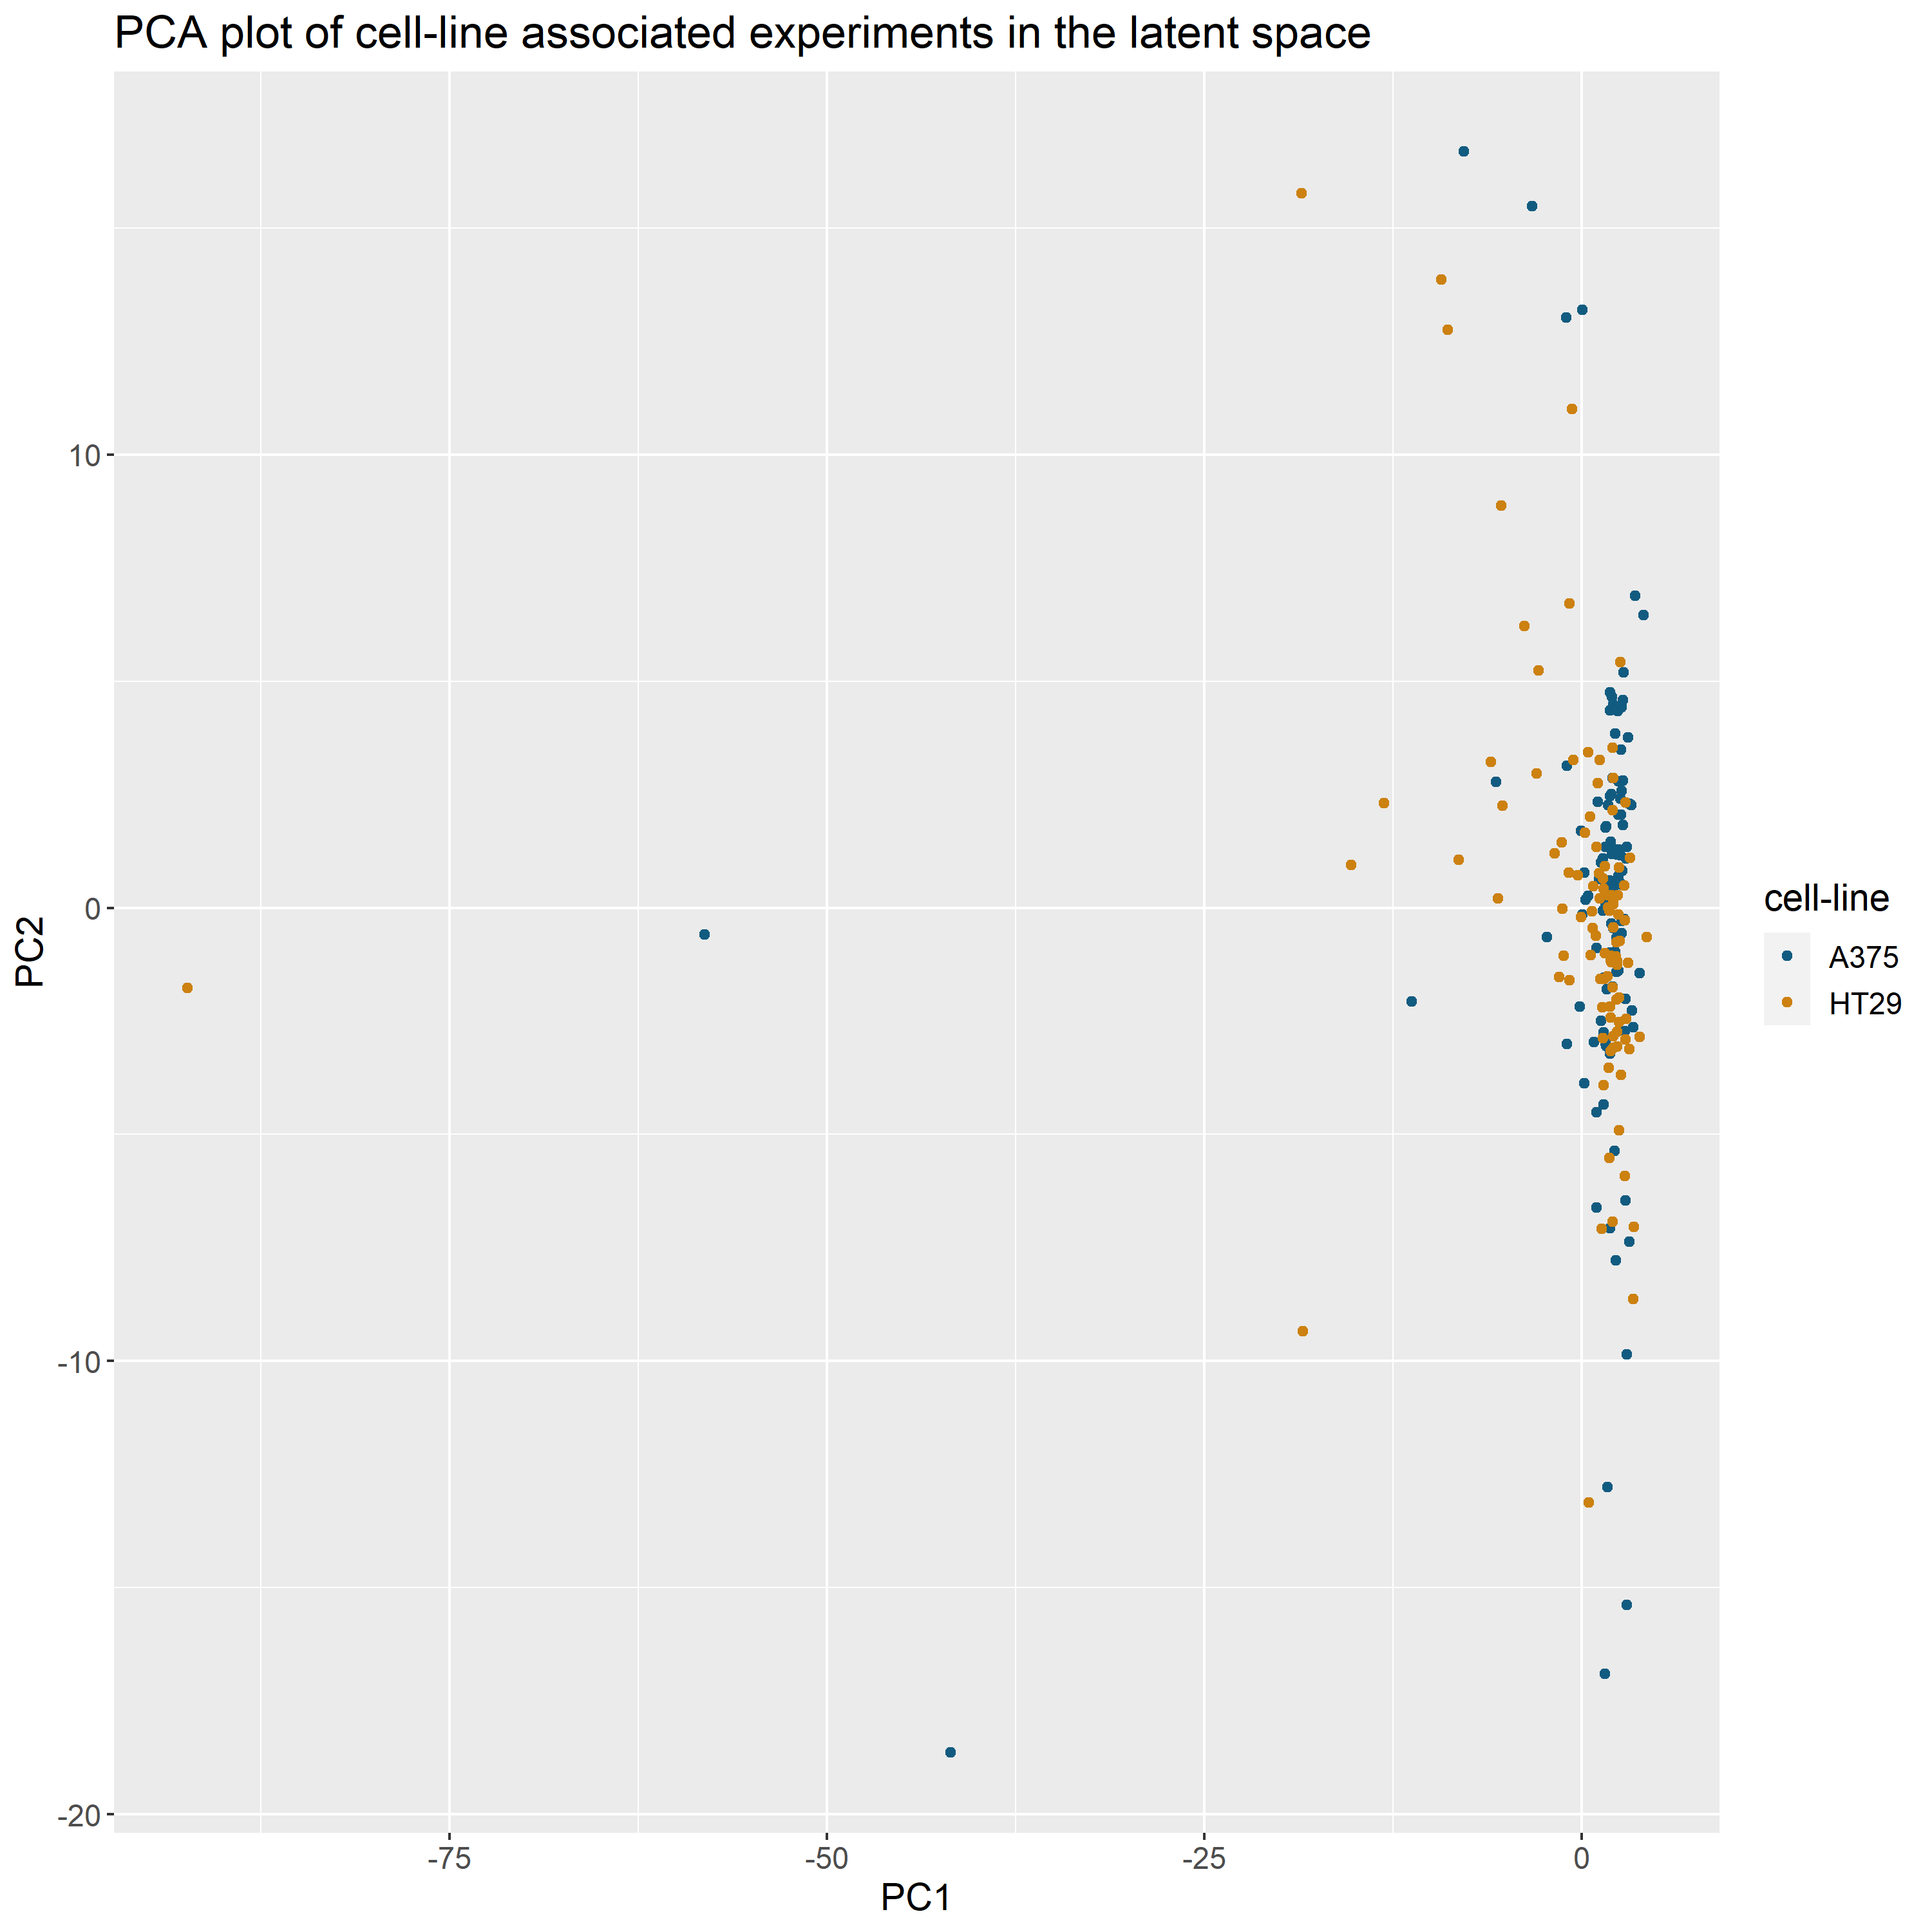 PCA plot of cell-line associated experiments in the latent space
10
0
-10
-20
PC2
-75
-50
-25
0
PC1
cell-line
A375
HT29